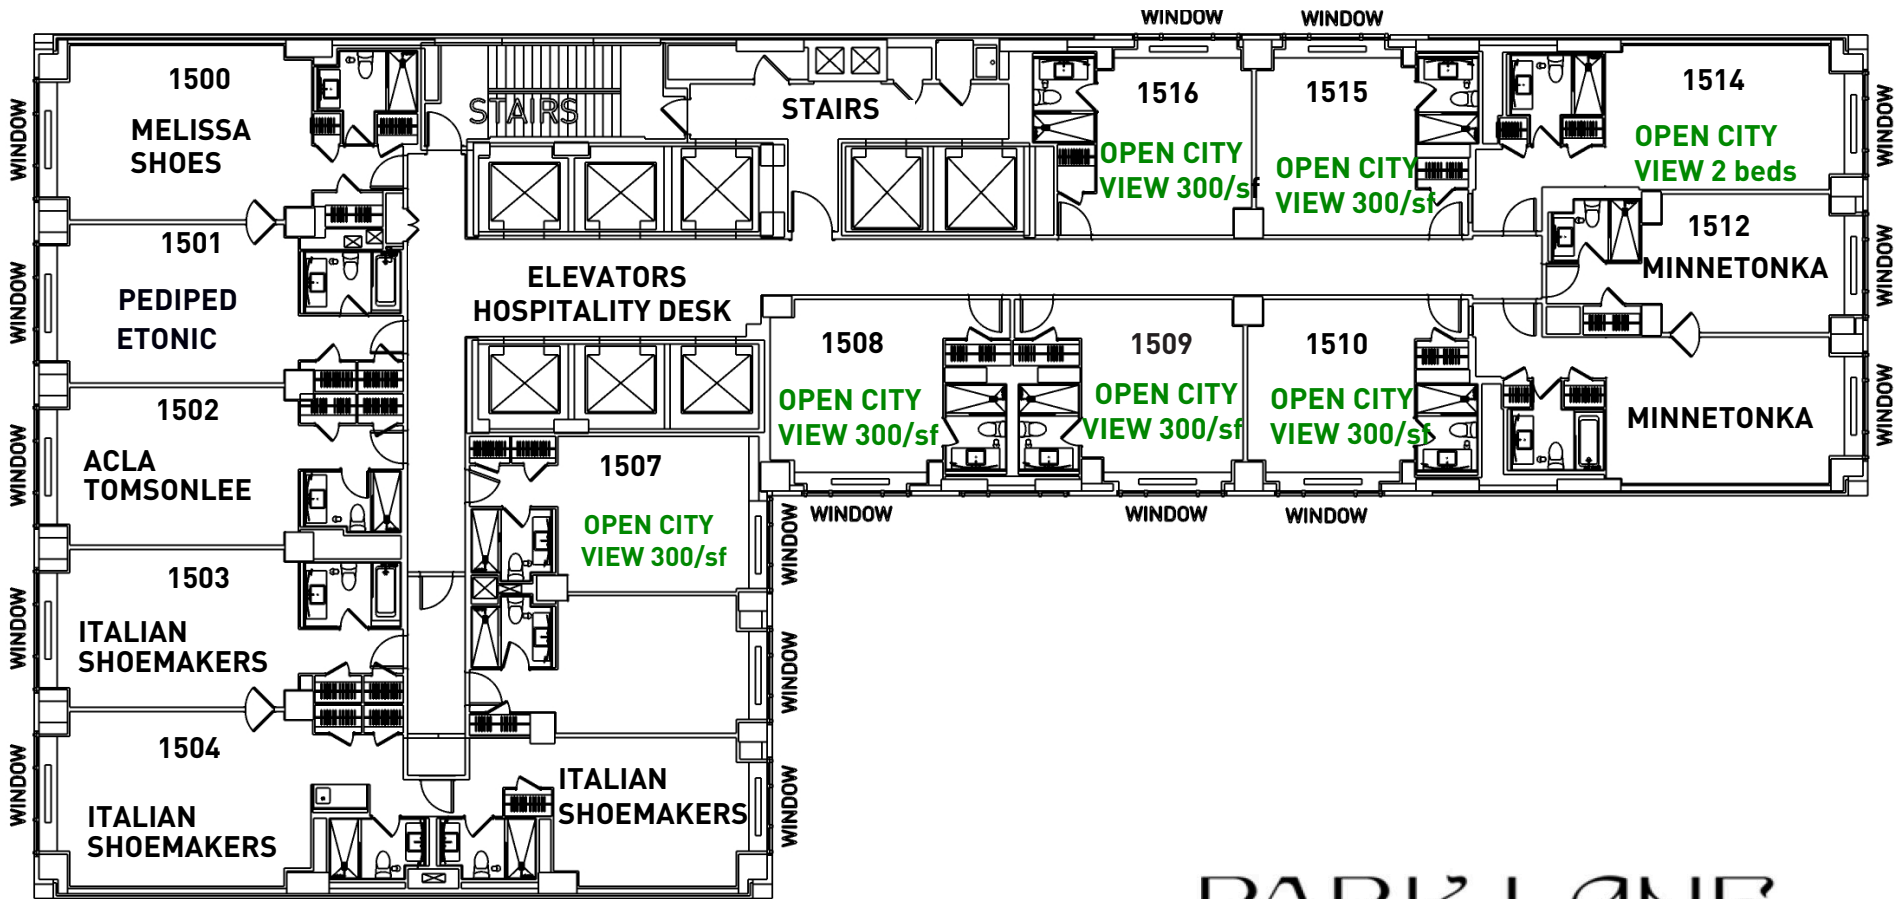 WINDOW
WINDOW
1500
MELISSA
SHOES
WINDOW
STAIRS
STAIRS
1516
OPEN CITY
VIEW 300/sf
1515
OPEN CITY
VIEW 300/sf
1514
OPEN CITY
VIEW 2 beds
WINDOW
1501
PEDIPED
ETONIC
WINDOW
ELEVATORS
HOSPITALITY DESK
1512
MINNETONKA
WINDOW
1502
ACLA
TOMSONLEE
WINDOW
1508
OPEN CITY
VIEW 300/sf
1509
OPEN CITY
VIEW 300/sf
1510
OPEN CITY
VIEW 300/sf
MINNETONKA
WINDOW
1507
OPEN CITY
VIEW 300/sf
WINDOW
WINDOW
WINDOW
WINDOW
1503
ITALIAN
SHOEMAKERS
WINDOW
WINDOW
1504
ITALIAN
SHOEMAKERS
WINDOW
ITALIAN
SHOEMAKERS
WINDOW
PARK LANE